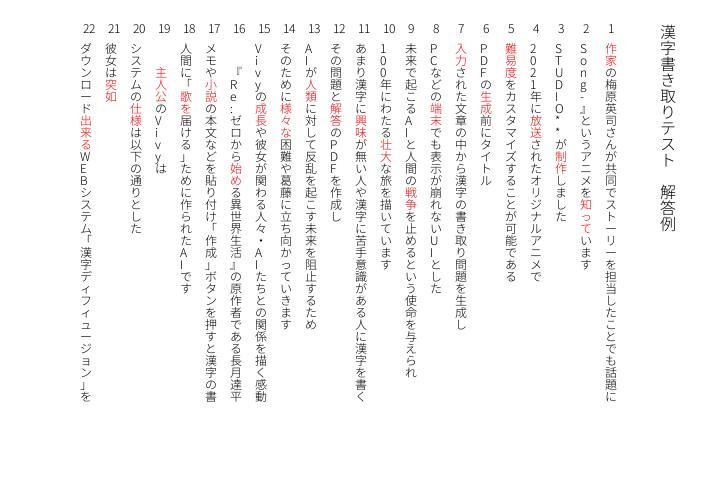 漢字書き取りテスト　解答例
1 作家の梅原英司さんが共同でストーリーを担当したことでも話題に
2 Song-』というアニメを知っています
3 STUDIO**が制作しました
4 2021年に放送されたオリジナルアニメで
5 難易度をカスタマイズすることが可能である
6 PDFの生成前にタイトル
7 入力された文章の中から漢字の書き取り問題を生成し
8 PCなどの端末でも表示が崩れないUIとした
9 未来で起こるAIと人間の戦争を止めるという使命を与えられ
10 100年にわたる壮大な旅を描いています
11 あまり漢字に興味が無い人や漢字に苦手意識がある人に漢字を書く
12 その問題と解答のPDFを作成し
13 AIが人類に対して反乱を起こす未来を阻止するため
14 そのために様々な困難や葛藤に立ち向かっていきます
15 Vivyの成長や彼女が関わる人々・AIたちとの関係を描く感動
16 『Re:ゼロから始める異世界生活』の原作者である長月達平
17 メモや小説の本文などを貼り付け「作成」ボタンを押すと漢字の書
18 人間に「歌を届ける」ために作られたAIです
19 主人公のVivyは
20 システムの仕様は以下の通りとした
21 彼女は突如
22 ダウンロード出来るWEBシステム「漢字ディフィュージョン」を